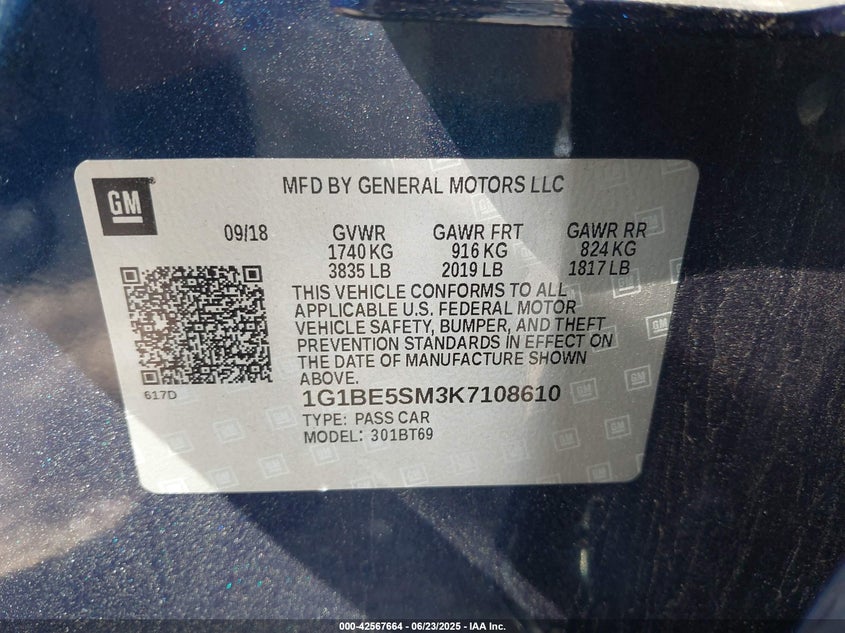 GM
MFD BY GENERAL MOTORS LLC
09/18 GVWR GAWR FRT GAWR RR
1740 KG 916 KG 824 KG
3835 LB 2019 LB 1817 LB
THIS VEHICLE CONFORMS TO ALL
APPLICABLE U.S. FEDERAL MOTOR
VEHICLE SAFETY, BUMPER, AND THEFT
PREVENTION STANDARDS IN EFFECT ON
THE DATE OF MANUFACTURE SHOWN
ABOVE.
617D
1G1BE5SM3K7108610
TYPE: PASS CAR
MODEL: 301BT69
000-42567664 - 06/23/2025 - IAA Inc.